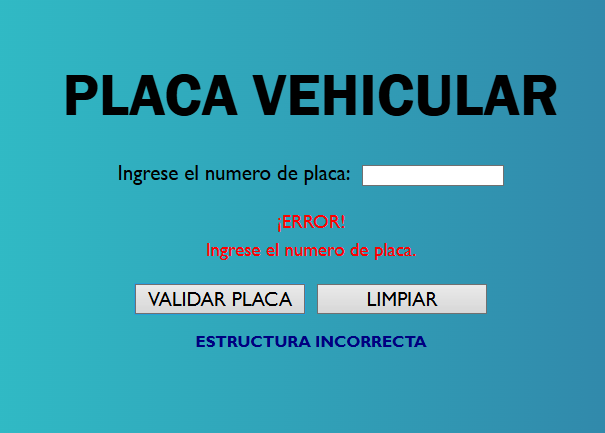 PLACA VEHICULAR
Ingrese el numero de placa:
¡ERROR!
Ingrese el numero de placa.
VALIDAR PLACA LIMPIAR
ESTRUCTURA INCORRECTA